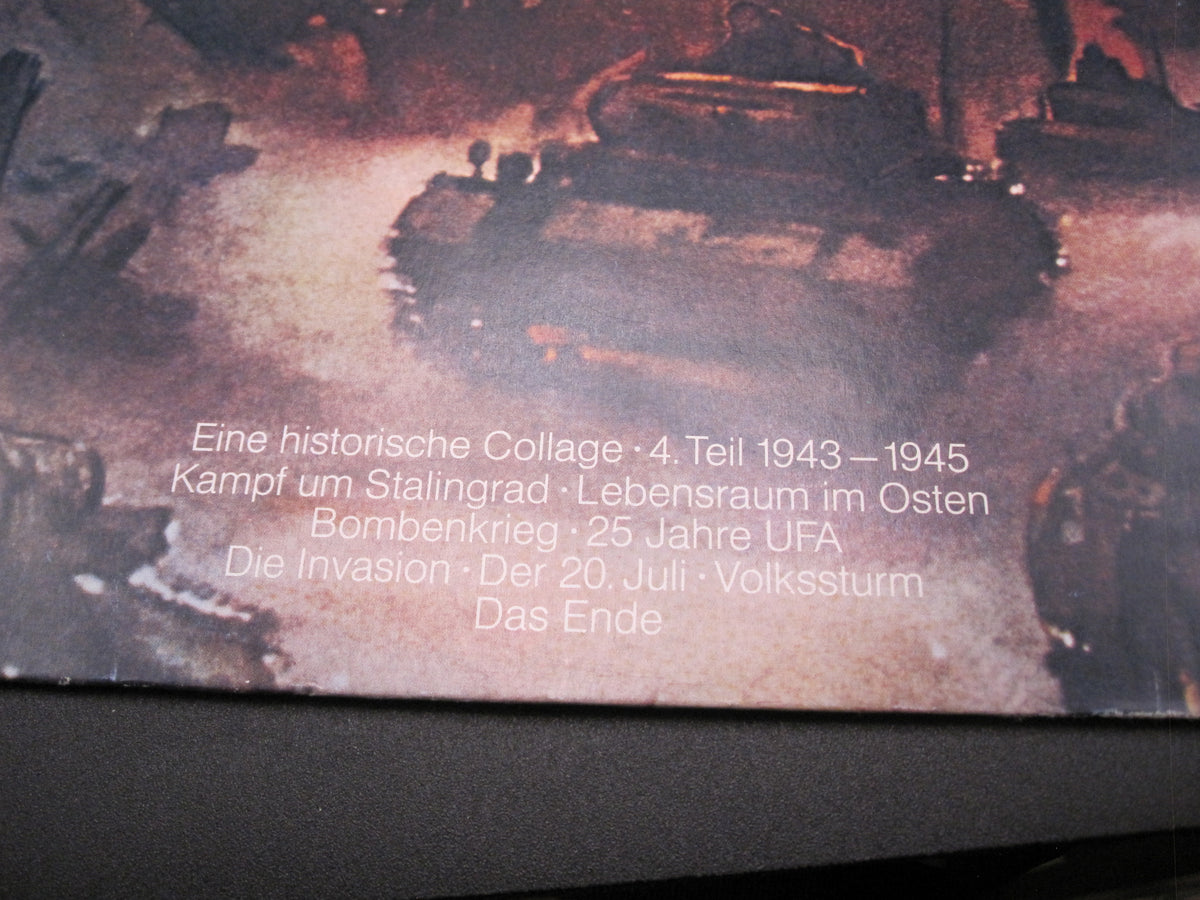 Eine historische Collage · 4. Teil 1943 – 1945
Kampf um Stalingrad · Lebensraum im Osten
Bombenkrieg · 25 Jahre UFA
Die Invasion · Der 20. Juli · Volkssturm
Das Ende